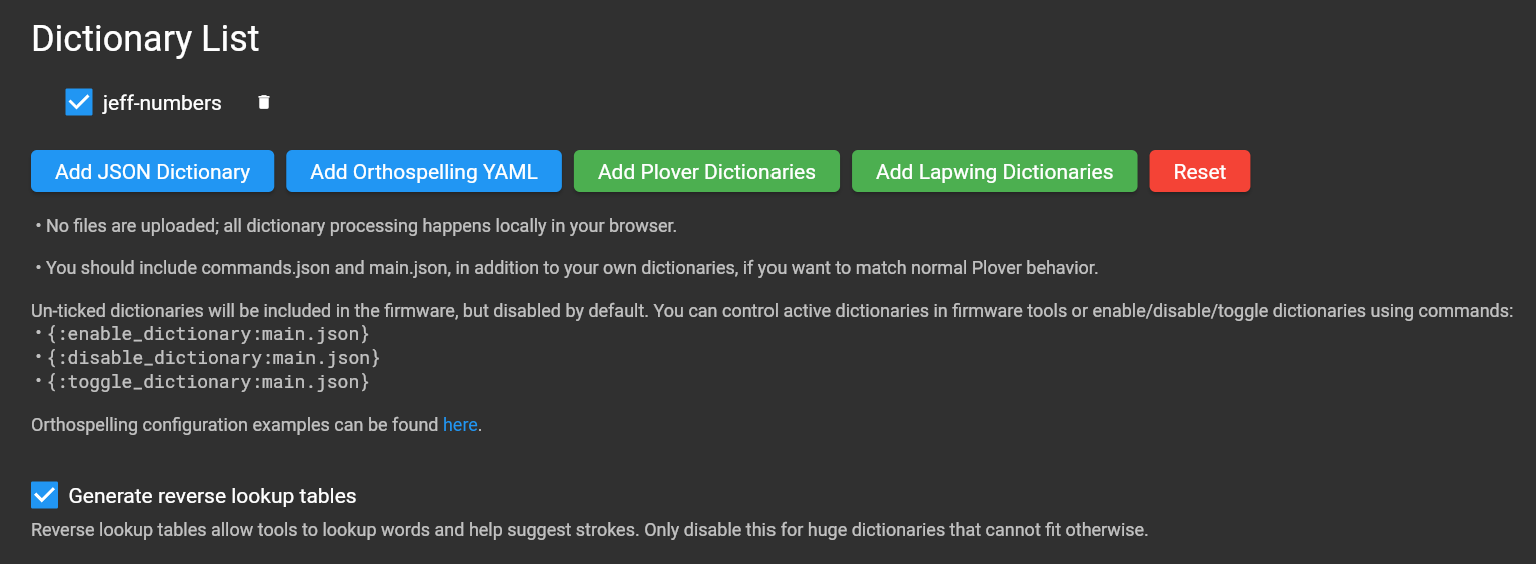 Dictionary List
jeff-numbers
Add JSON Dictionary Add Orthospelling YAML Add Plover Dictionaries Add Lapwing Dictionaries Reset
• No files are uploaded; all dictionary processing happens locally in your browser.
• You should include commands.json and main.json, in addition to your own dictionaries, if you want to match normal Plover behavior.
Un-ticked dictionaries will be included in the firmware, but disabled by default. You can control active dictionaries in firmware tools or enable/disable/toggle dictionaries using commands:
• {:enable_dictionary:main.json}
• {:disable_dictionary:main.json}
• {:toggle_dictionary:main.json}
Orthospelling configuration examples can be found here.
Generate reverse lookup tables
Reverse lookup tables allow tools to lookup words and help suggest strokes. Only disable this for huge dictionaries that cannot fit otherwise.